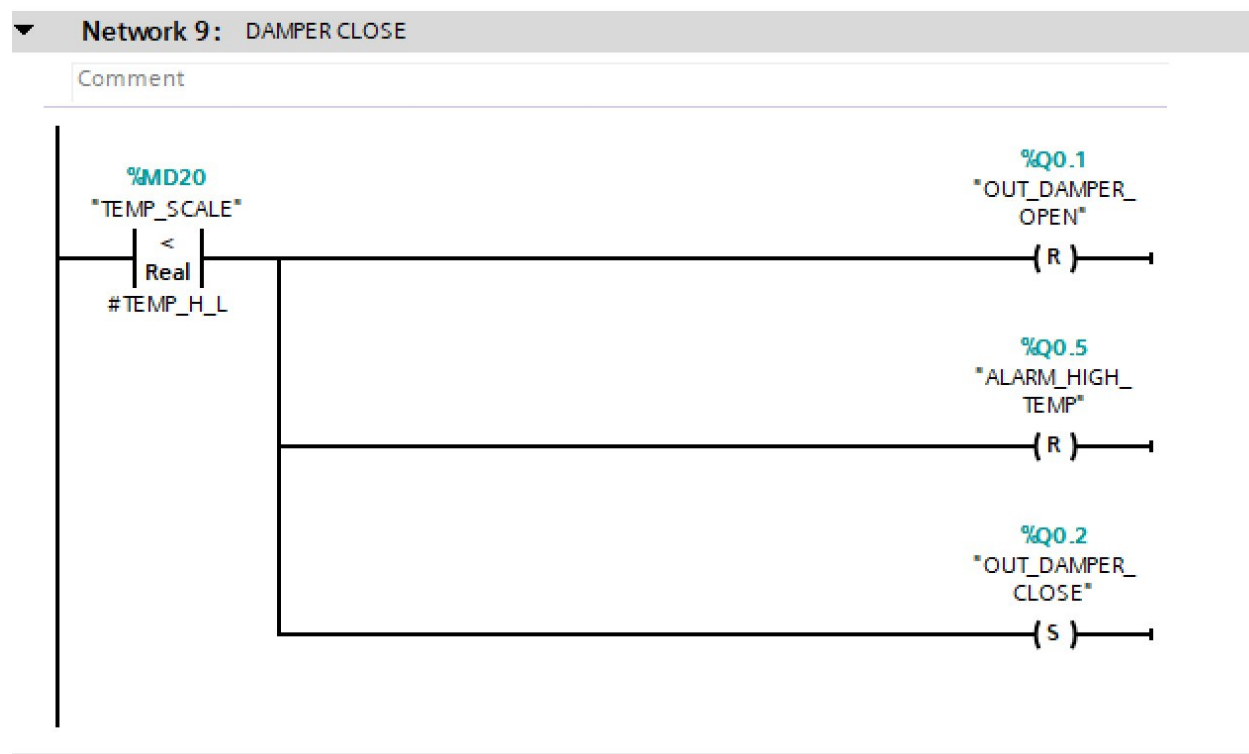 Network 9: DAMPER CLOSE
Comment
%MD20
"TEMP_SCALE"
<
Real
#TEMP_H_L
%Q0.1
"OUT_DAMPER_
OPEN"
R
%Q0.5
"ALARM_HIGH_
TEMP"
R
%Q0.2
"OUT_DAMPER_
CLOSE"
S